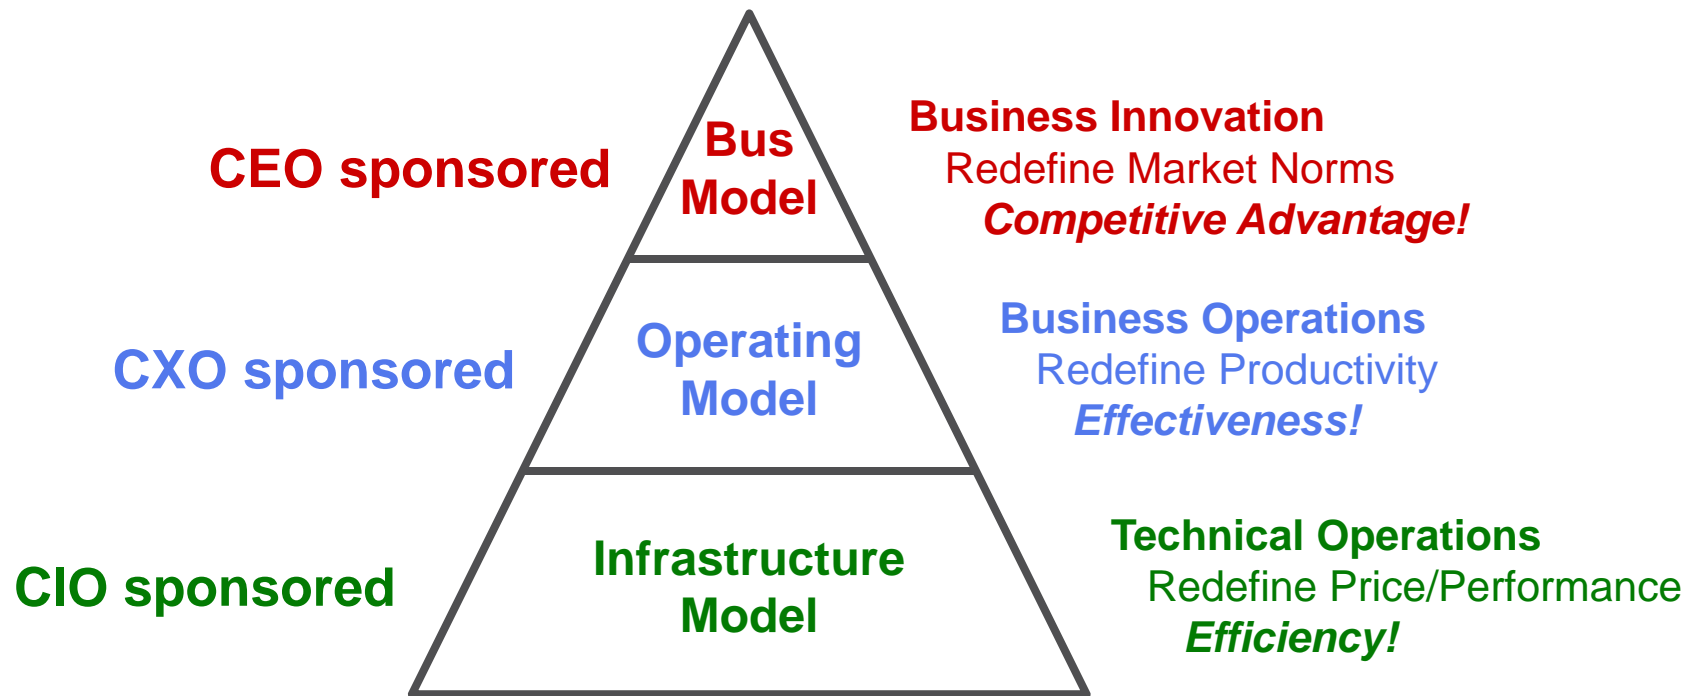 CEO sponsored
Bus
Model
Business Innovation
Redefine Market Norms
Competitive Advantage!
CXO sponsored
Operating
Model
Business Operations
Redefine Productivity
Effectiveness!
CIO sponsored
Infrastructure
Model
Technical Operations
Redefine Price/Performance
Efficiency!